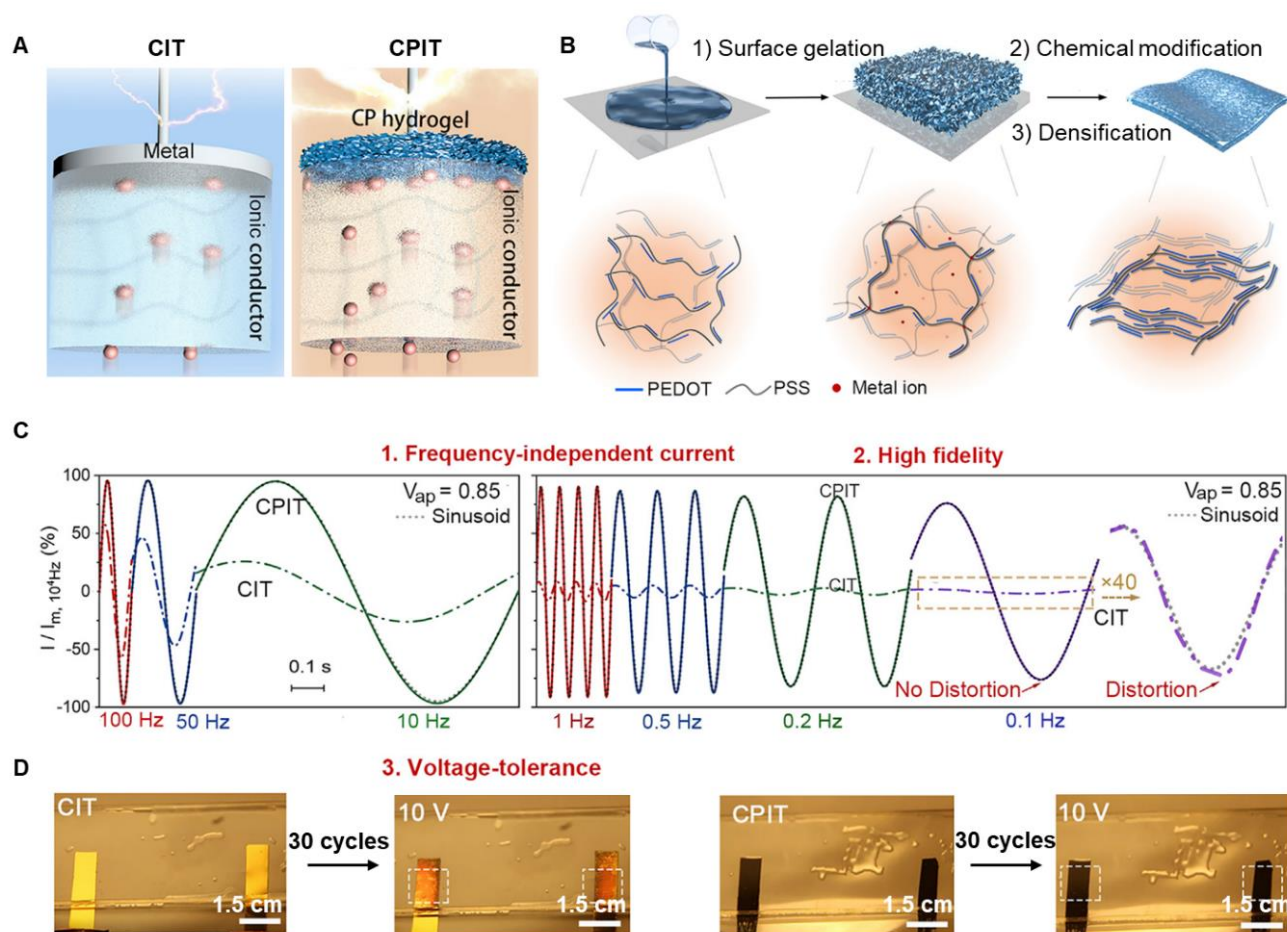 A
CIT
CPIT
Metal
Ionic conductor
CP hydrogel
Ionic conductor
B
1) Surface gelation
2) Chemical modification
3) Densification
PEDOT
PSS
Metal ion
C
1. Frequency-independent current
2. High fidelity
I / I_m, 10⁴Hz (%)
100
50
0
-50
-100
CPIT
CIT
V_ap = 0.85
Sinusoid
0.1 s
100 Hz
50 Hz
10 Hz
CPIT
CIT
V_ap = 0.85
Sinusoid
×40
CIT
No Distortion
Distortion
1 Hz
0.5 Hz
0.2 Hz
0.1 Hz
D
3. Voltage-tolerance
CIT
1.5 cm
30 cycles
10 V
1.5 cm
CPIT
1.5 cm
30 cycles
10 V
1.5 cm